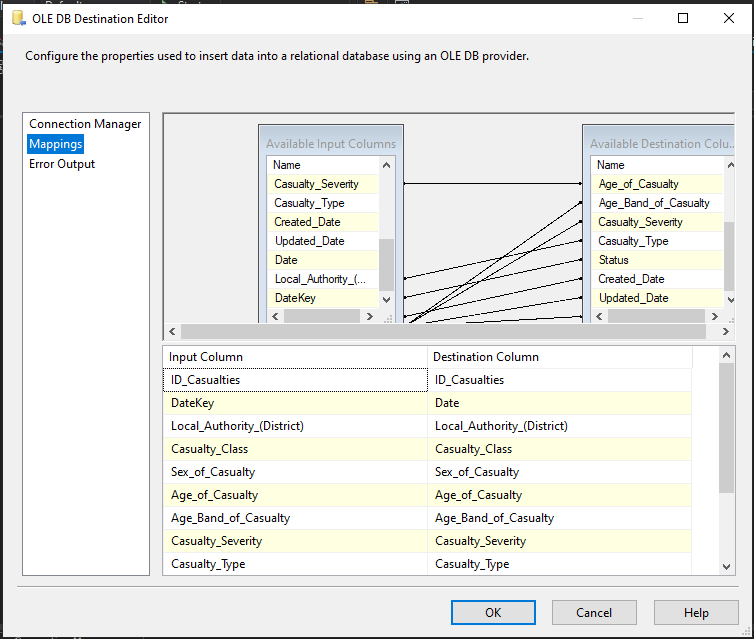 OLE DB Destination Editor
Configure the properties used to insert data into a relational database using an OLE DB provider.
Connection Manager
Mappings
Error Output
Available Input Columns
Name
Casualty_Severity
Casualty_Type
Created_Date
Updated_Date
Date
Local_Authority_(...
DateKey
Available Destination Colu...
Name
Age_of_Casualty
Age_Band_of_Casualty
Casualty_Severity
Casualty_Type
Status
Created_Date
Updated_Date
Input Column Destination Column
ID_Casualties ID_Casualties
DateKey Date
Local_Authority_(District) Local_Authority_(District)
Casualty_Class Casualty_Class
Sex_of_Casualty Sex_of_Casualty
Age_of_Casualty Age_of_Casualty
Age_Band_of_Casualty Age_Band_of_Casualty
Casualty_Severity Casualty_Severity
Casualty_Type Casualty_Type
OK Cancel Help